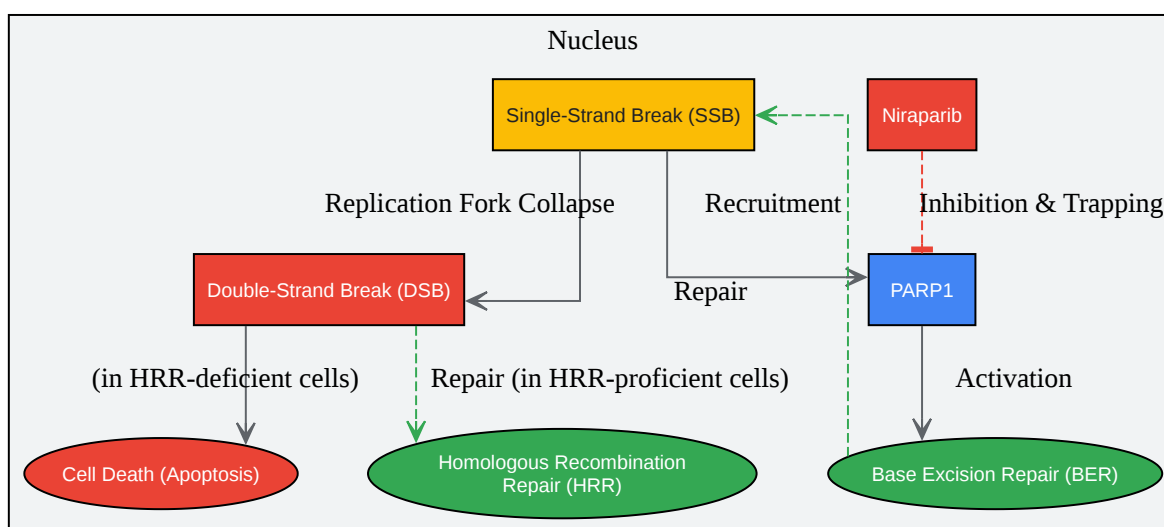 Nucleus
Single-Strand Break (SSB)
Niraparib
Replication Fork Collapse
Recruitment
Inhibition & Trapping
Double-Strand Break (DSB)
Repair
PARP1
(in HRR-deficient cells)
Repair (in HRR-proficient cells)
Activation
Cell Death (Apoptosis)
Homologous Recombination
Repair (HRR)
Base Excision Repair (BER)